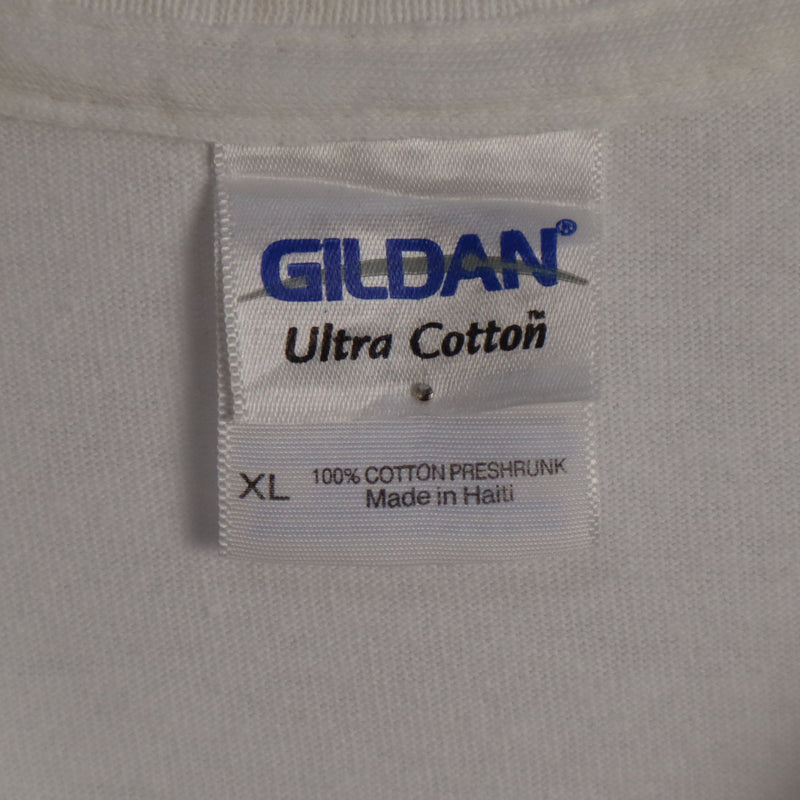 GILDAN®
Ultra Cotton™
XL
100% COTTON PRESHRUNK
Made in Haiti